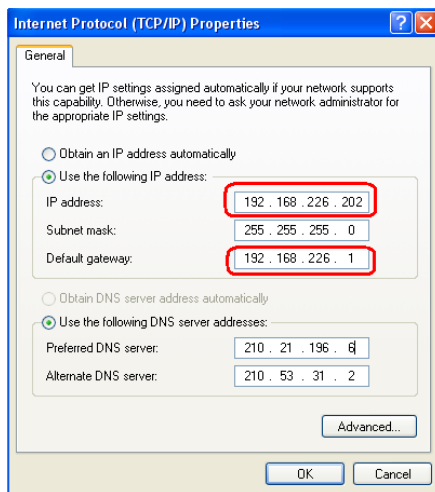 Internet Protocol (TCP/IP) Properties
General
You can get IP settings assigned automatically if your network supports
this capability. Otherwise, you need to ask your network administrator for
the appropriate IP settings.
Obtain an IP address automatically
Use the following IP address:
IP address: 192 . 168 . 226 . 202
Subnet mask: 255 . 255 . 255 . 0
Default gateway: 192 . 168 . 226 . 1
Obtain DNS server address automatically
Use the following DNS server addresses:
Preferred DNS server: 210 . 21 . 196 . 6
Alternate DNS server: 210 . 53 . 31 . 2
Advanced...
OK Cancel